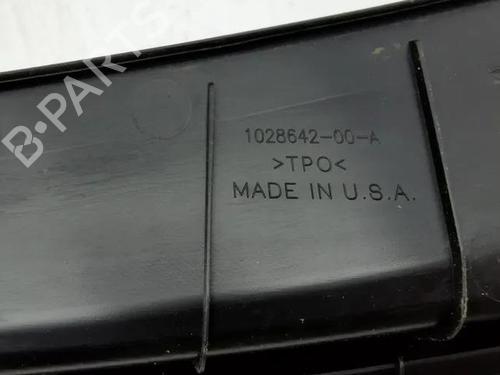 B-PARTS
1028642-00-A
>TPO<
MADE IN U.S.A.